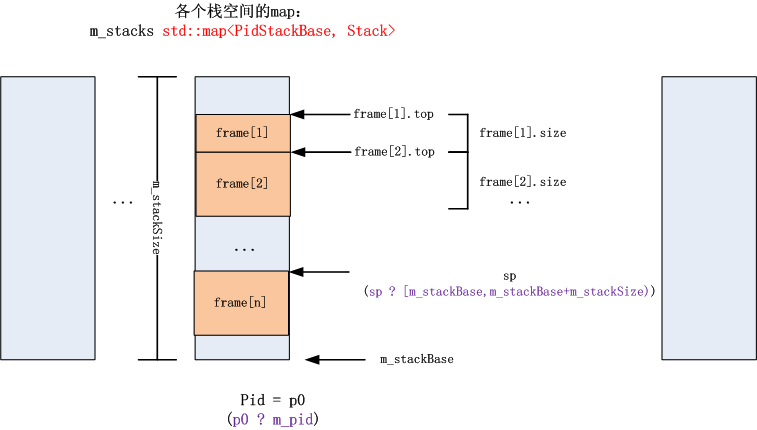 各个栈空间的map:
m_stacks std::map<PidStackBase, Stack>
frame[1].top
frame[1]
frame[1].size
frame[2].top
frame[2]
frame[2].size
...
...
m_stackSize
...
sp
(sp ? [m_stackBase,m_stackBase+m_stackSize))
frame[n]
m_stackBase
Pid = p0
(p0 ? m_pid)